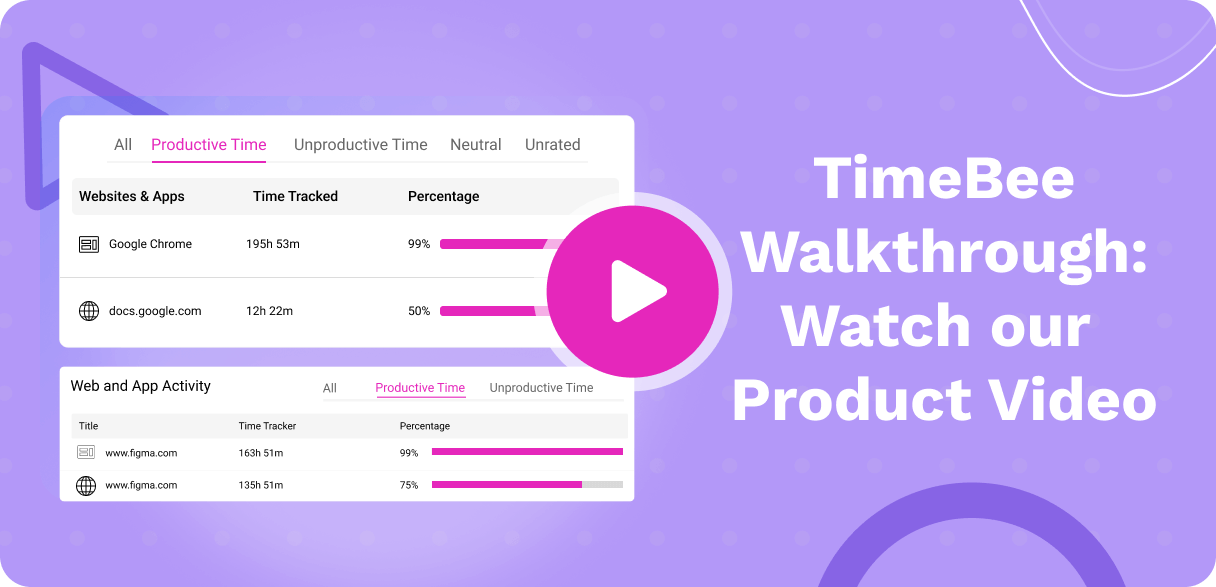 All Productive Time Unproductive Time Neutral Unrated
Websites & Apps Time Tracked Percentage
Google Chrome 195h 53m 99%
docs.google.com 12h 22m 50%
Web and App Activity All Productive Time Unproductive Time
Title Time Tracker Percentage
www.figma.com 163h 51m 99%
www.figma.com 135h 51m 75%
TimeBee
Walkthrough:
Watch our
Product Video